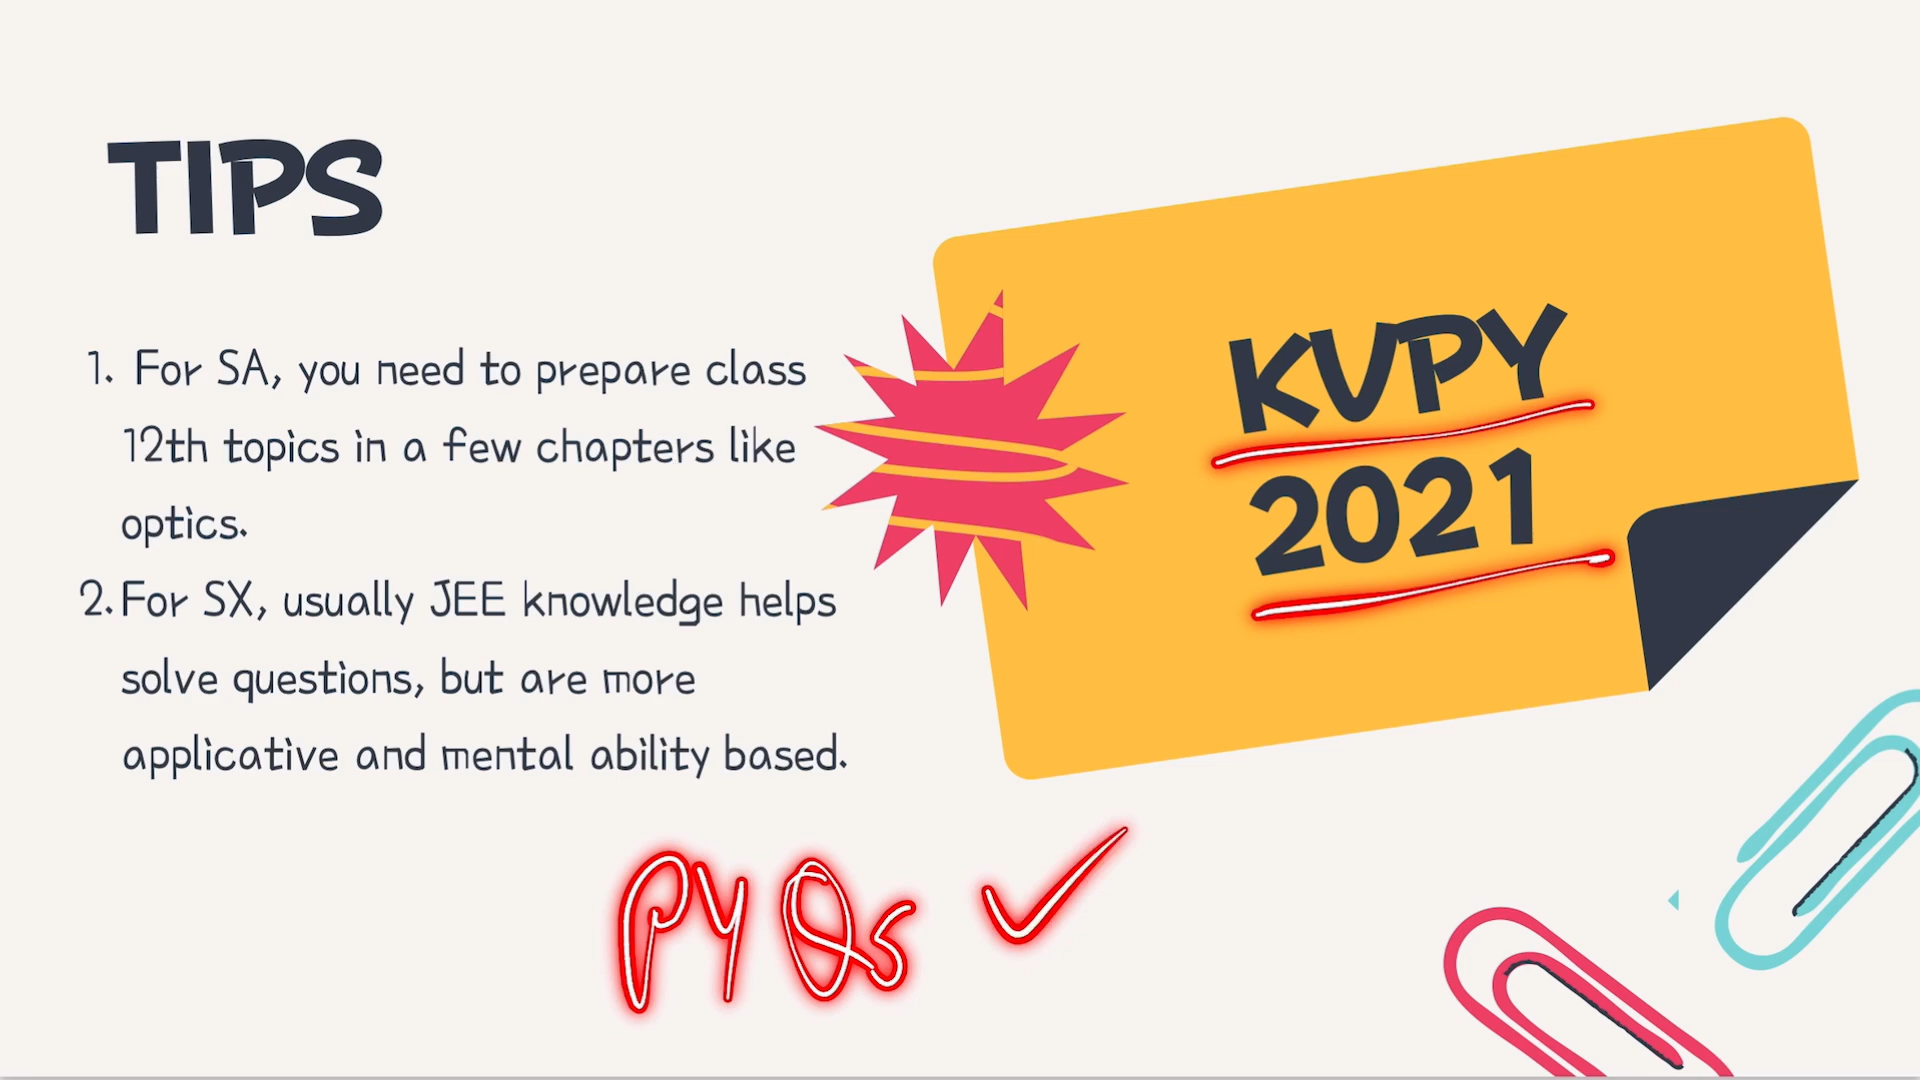 TIPS
1. For SA, you need to prepare class
12th topics in a few chapters like
optics.
2. For SX, usually JEE knowledge helps
solve questions, but are more
applicative and mental ability based.
KVPY
2021
PYQs ✓